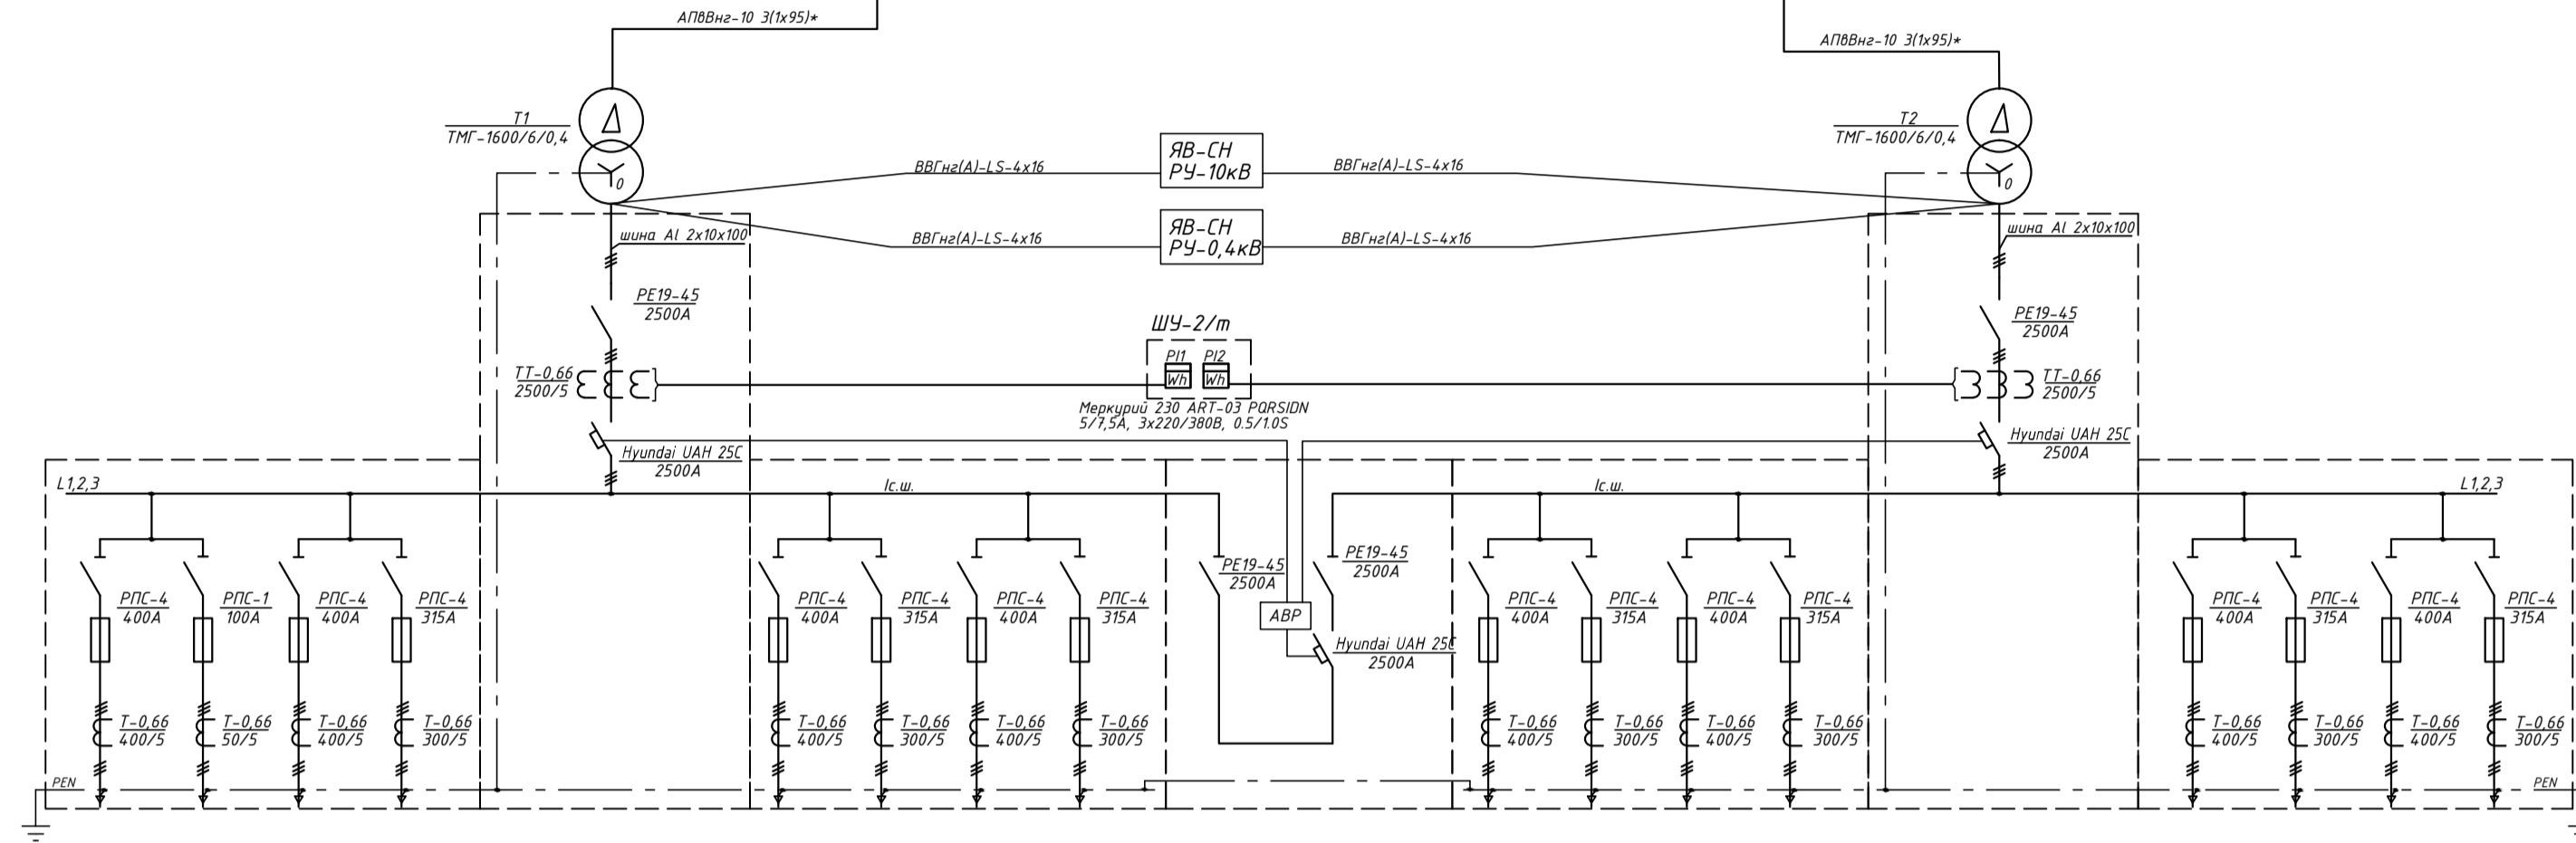 АПвВнг-10 3(1х95)*
АПвВнг-10 3(1х95)*
Т1
ТМГ-1600/6/0,4
0
Т2
ТМГ-1600/6/0,4
0
ВВГнг(А)-LS-4х16
ЯВ-СН
РУ-10кВ
ВВГнг(А)-LS-4х16
ВВГнг(А)-LS-4х16
ЯВ-СН
РУ-0,4кВ
ВВГнг(А)-LS-4х16
шина Al 2х10х100
шина Al 2х10х100
РЕ19-45
2500А
РЕ19-45
2500А
ШУ-2/т
PI1 PI2
Wh Wh
ТТ-0,66
2500/5
ТТ-0,66
2500/5
Меркурий 230 ART-03 PQRSIDN
5/7,5А, 3х220/380В, 0.5/1.0S
Hyundai UAH 25C
2500А
Hyundai UAH 25C
2500А
L1,2,3
Iс.ш.
Iс.ш.
L1,2,3
РЕ19-45
2500А
РЕ19-45
2500А
АВР
Hyundai UAH 25C
2500А
РПС-4 РПС-1 РПС-4 РПС-4 РПС-4 РПС-4 РПС-4 РПС-4 РПС-4 РПС-4 РПС-4 РПС-4 РПС-4 РПС-4 РПС-4 РПС-4
400А 100А 400А 315А 400А 315А 400А 315А 400А 315А 400А 315А 400А 315А 400А 315А
Т-0,66 Т-0,66 Т-0,66 Т-0,66 Т-0,66 Т-0,66 Т-0,66 Т-0,66 Т-0,66 Т-0,66 Т-0,66 Т-0,66 Т-0,66 Т-0,66 Т-0,66 Т-0,66
400/5 50/5 400/5 300/5 400/5 300/5 400/5 300/5 400/5 300/5 400/5 300/5 400/5 300/5 400/5 300/5
PEN
PEN